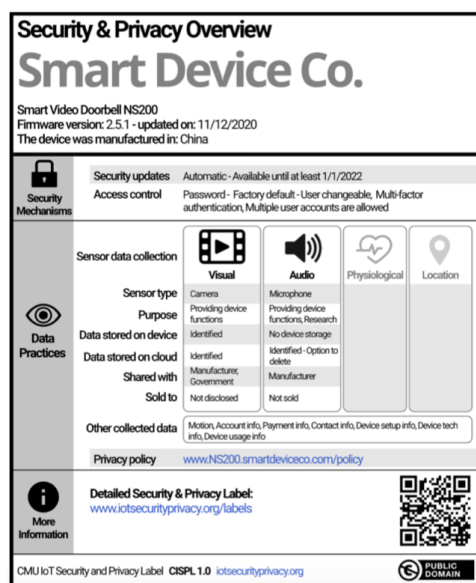 Security & Privacy Overview
Smart Device Co.
Smart Video Doorbell NS200
Firmware version: 2.5.1 - updated on: 11/12/2020
The device was manufactured in: China
Security Mechanisms
Security updates Automatic - Available until at least 1/1/2022
Access control Password - Factory default - User changeable, Multi-factor
authentication, Multiple user accounts are allowed
Data Practices
Sensor data collection
Visual Audio Physiological Location
Sensor type Camera Microphone
Purpose Providing device functions Providing device functions, Research
Data stored on device Identified No device storage
Data stored on cloud Identified Identified - Option to delete
Shared with Manufacturer, Government Manufacturer
Sold to Not disclosed Not sold
Other collected data Motion, Account info, Payment info, Contact info, Device setup info, Device tech
info, Device usage info
Privacy policy www.NS200.smartdeviceco.com/policy
More Information
Detailed Security & Privacy Label:
www.iotsecurityprivacy.org/labels
CMU IoT Security and Privacy Label CISPL 1.0 iotsecurityprivacy.org
PUBLIC
DOMAIN